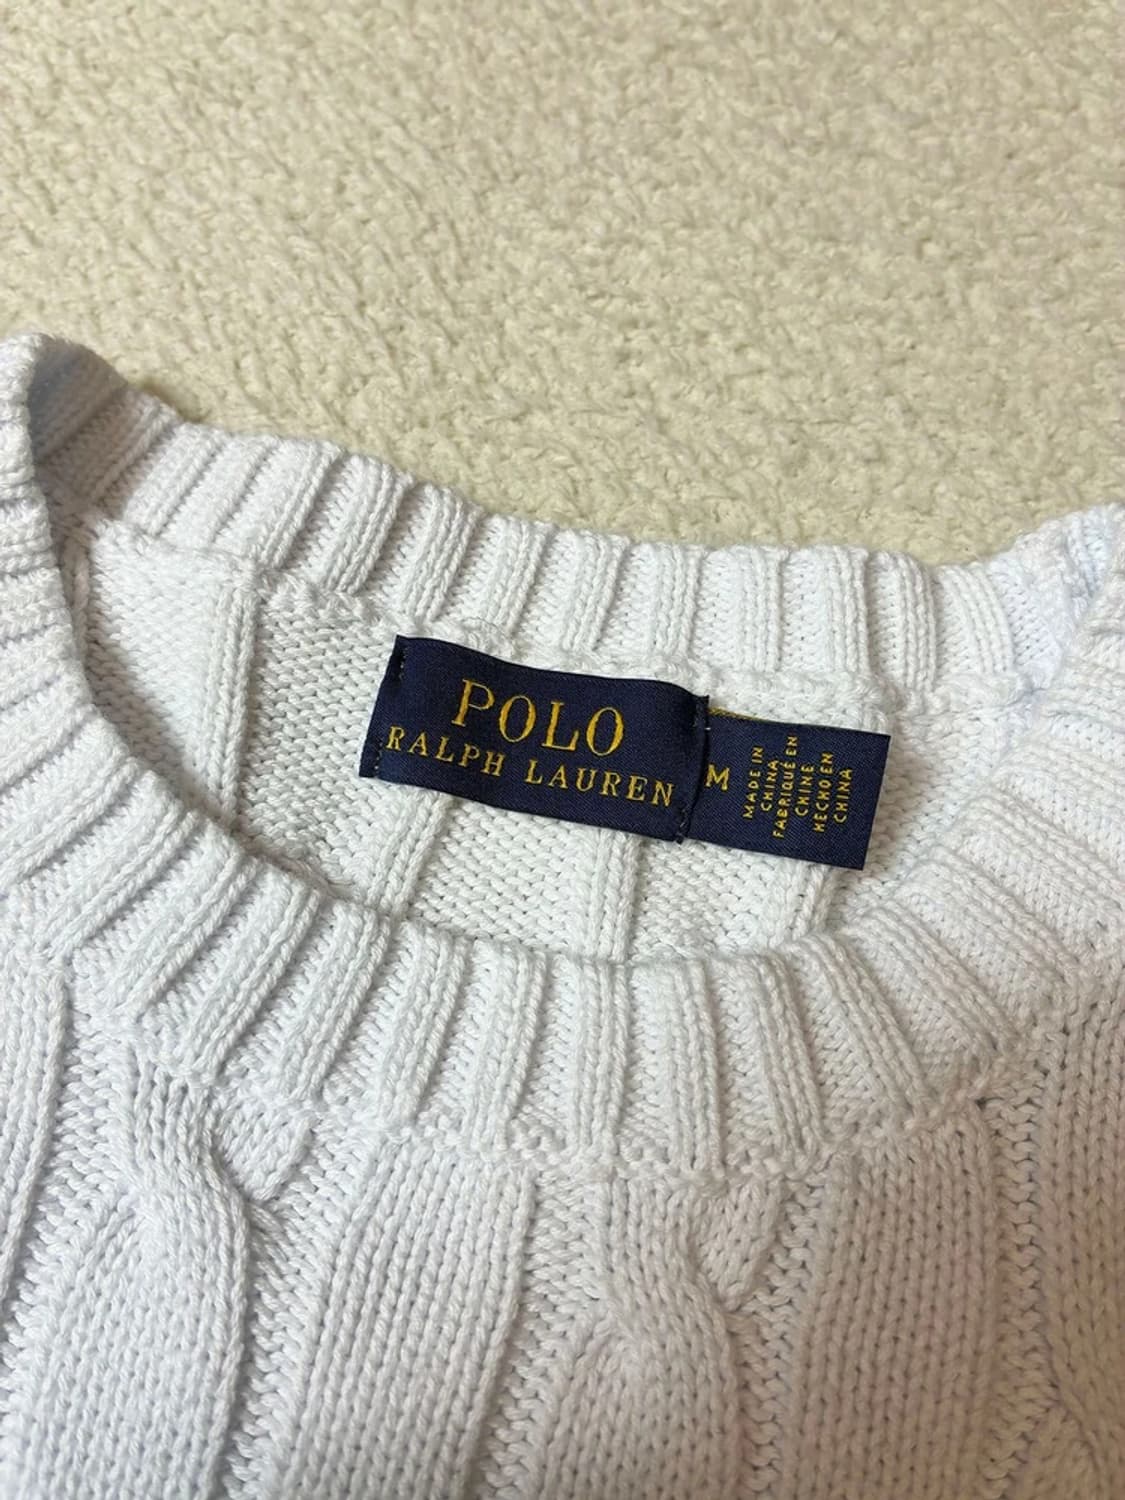 POLO
RALPH LAUREN
M
MADE IN
CHINA
FABRIQUÉ EN
CHINE
HECHO EN
CHINA